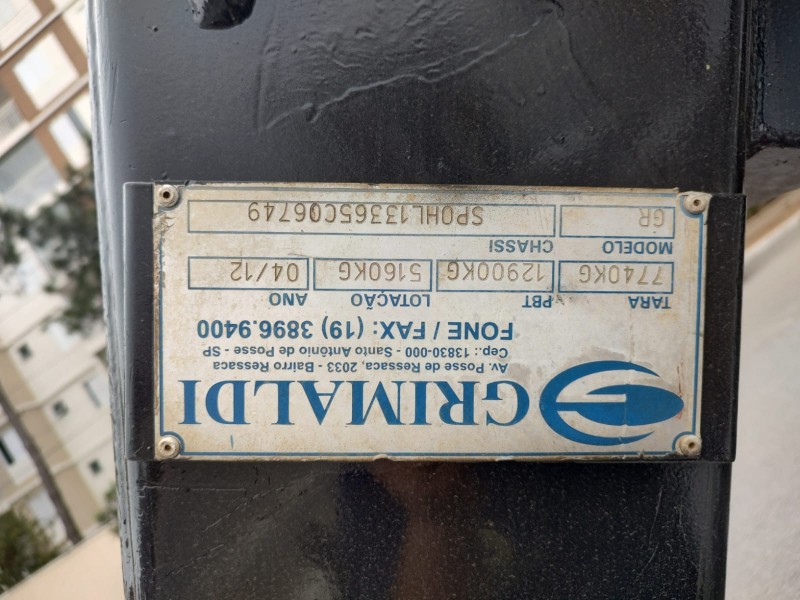 GRIMALDI
Av. Posse de Ressaca, 2033 - Bairro Ressaca
Cep.: 13830-000 - Santo Antônio de Posse - SP
FONE / FAX: (19) 3896.9400
TARA PBT LOTAÇÃO ANO
7740KG 12900KG 5160KG 04/12
MODELO CHASSI
GR SP0HL13365C06749